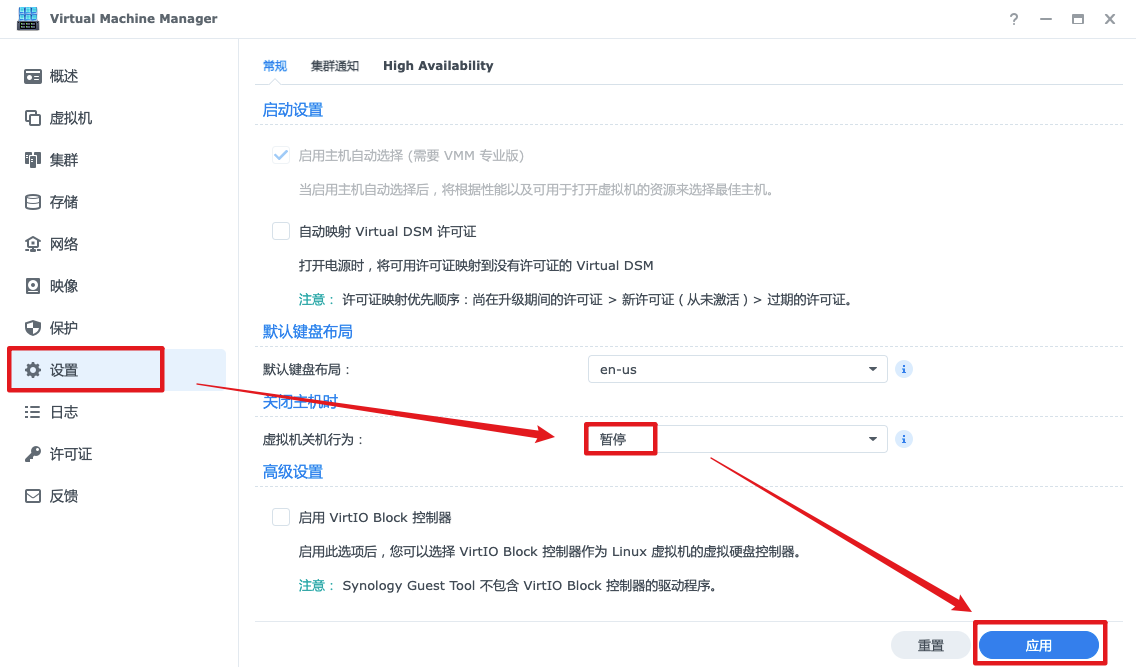 Virtual Machine Manager
?
概述
虚拟机
集群
存储
网络
映像
保护
设置
日志
许可证
反馈
常规 集群通知 High Availability
启动设置
启用主机自动选择 (需要 VMM 专业版)
当启用主机自动选择后，将根据性能以及可用于打开虚拟机的资源来选择最佳主机。
自动映射 Virtual DSM 许可证
打开电源时，将可用许可证映射到没有许可证的 Virtual DSM
注意： 许可证映射优先顺序：尚在升级期间的许可证 > 新许可证 ( 从未激活 ) > 过期的许可证。
默认键盘布局
默认键盘布局： en-us i
关闭主机时
虚拟机关机行为： 暂停 i
高级设置
启用 VirtIO Block 控制器
启用此选项后，您可以选择 VirtIO Block 控制器作为 Linux 虚拟机的虚拟硬盘控制器。
注意： Synology Guest Tool 不包含 VirtIO Block 控制器的驱动程序。
重置 应用